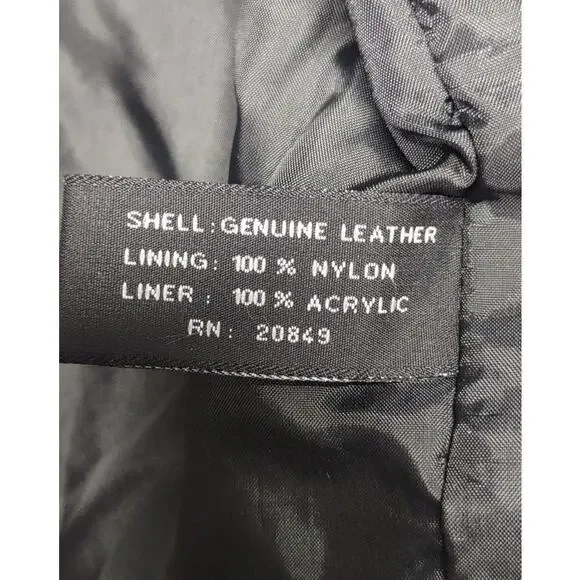 SHELL: GENUINE LEATHER
LINING: 100 % NYLON
LINER : 100 % ACRYLIC
RN: 20849